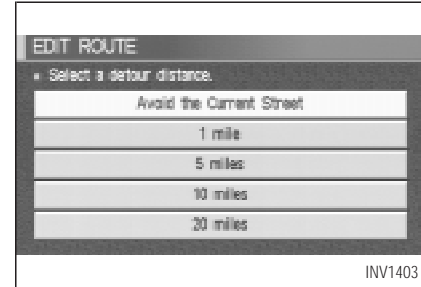 EDIT ROUTE
• Select a detour distance.
Avoid the Current Street
1 mile
5 miles
10 miles
20 miles
INV1403